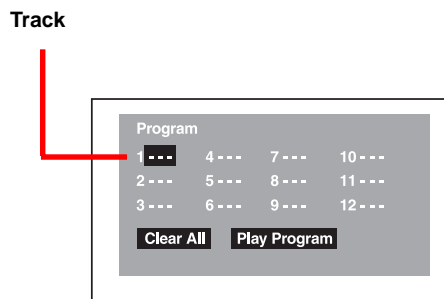 Track
Program
1 --- 4 --- 7 --- 10 ---
2 --- 5 --- 8 --- 11 ---
3 --- 6 --- 9 --- 12 ---
Clear All Play Program